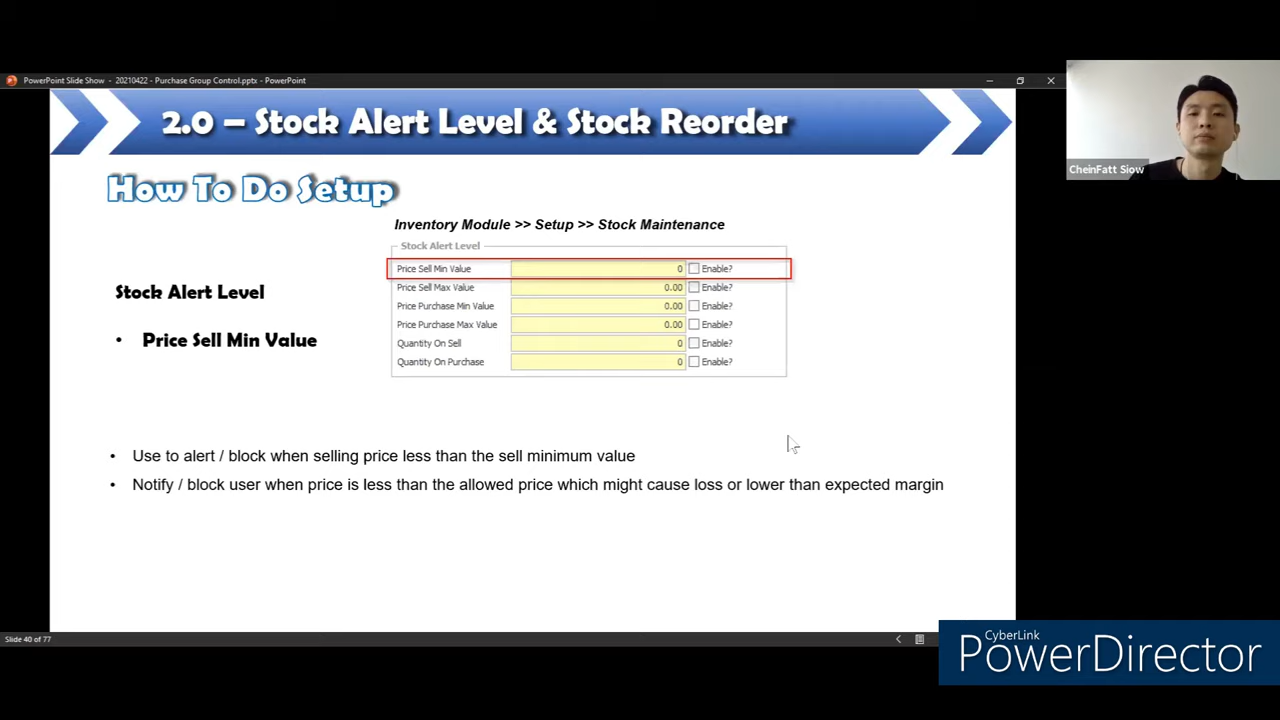 PowerPoint Slide Show - 20210422 - Purchase Group Control.pptx - PowerPoint
2.0 – Stock Alert Level & Stock Reorder
CheinFatt Siow
How To Do Setup
Inventory Module >> Setup >> Stock Maintenance
Stock Alert Level
Price Sell Min Value 0 Enable?
Price Sell Max Value 0.00 Enable?
Price Purchase Min Value 0.00 Enable?
Price Purchase Max Value 0.00 Enable?
Quantity On Sell 0 Enable?
Quantity On Purchase 0 Enable?
Stock Alert Level
• Price Sell Min Value
• Use to alert / block when selling price less than the sell minimum value
• Notify / block user when price is less than the allowed price which might cause loss or lower than expected margin
Slide 40 of 77
CyberLink
PowerDirector